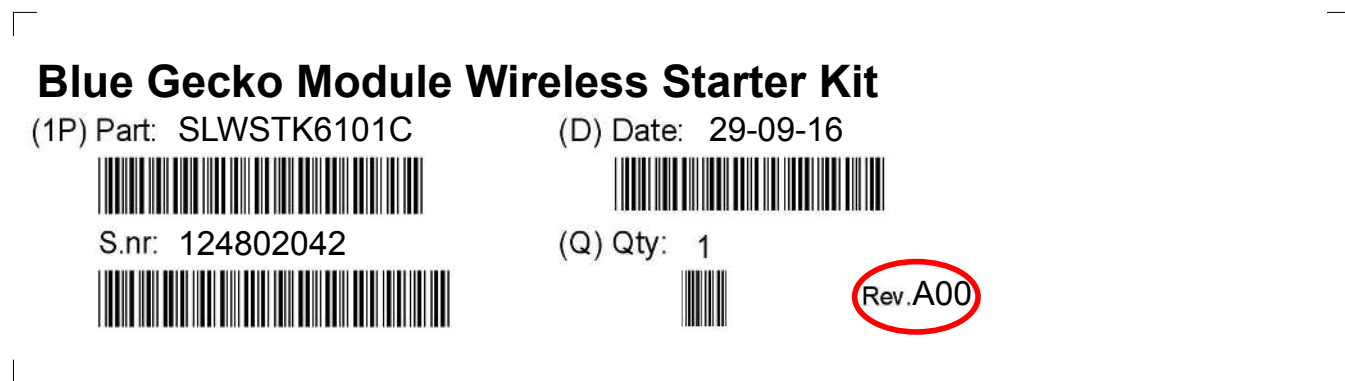 Blue Gecko Module Wireless Starter Kit
(1P) Part: SLWSTK6101C (D) Date: 29-09-16
S.nr: 124802042 (Q) Qty: 1
Rev.A00